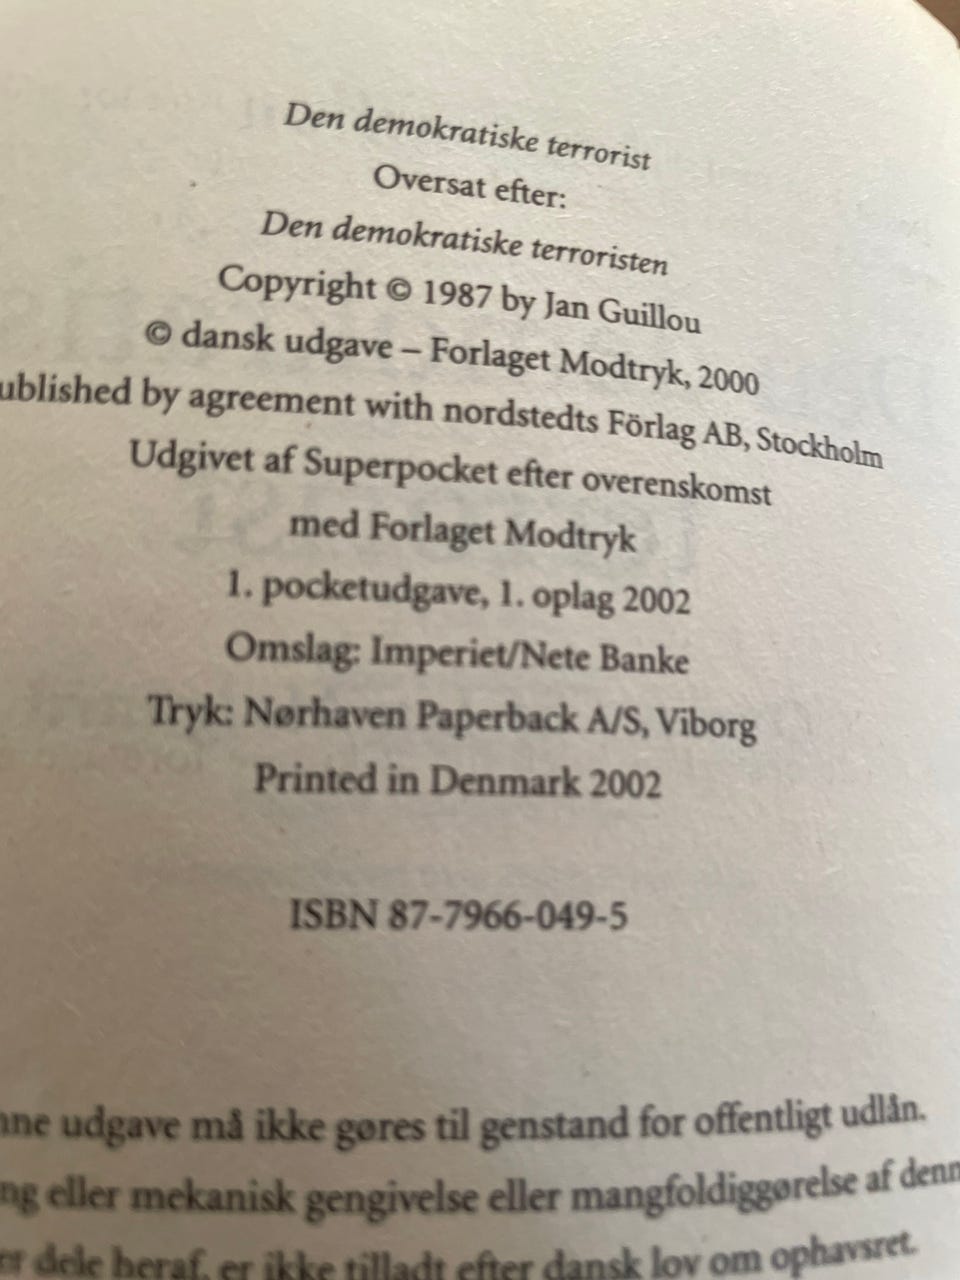 Den demokratiske terrorist
Oversat efter:
Den demokratiske terroristen
Copyright © 1987 by Jan Guillou
© dansk udgave – Forlaget Modtryk, 2000
ublished by agreement with nordstedts Förlag AB, Stockholm
Udgivet af Superpocket efter overenskomst
med Forlaget Modtryk
1. pocketudgave, 1. oplag 2002
Omslag: Imperiet/Nete Banke
Tryk: Nørhaven Paperback A/S, Viborg
Printed in Denmark 2002
ISBN 87-7966-049-5
nne udgave må ikke gøres til genstand for offentligt udlån.
ng eller mekanisk gengivelse eller mangfoldiggørelse af denn
er dele heraf, er ikke tilladt efter dansk lov om ophavsret.